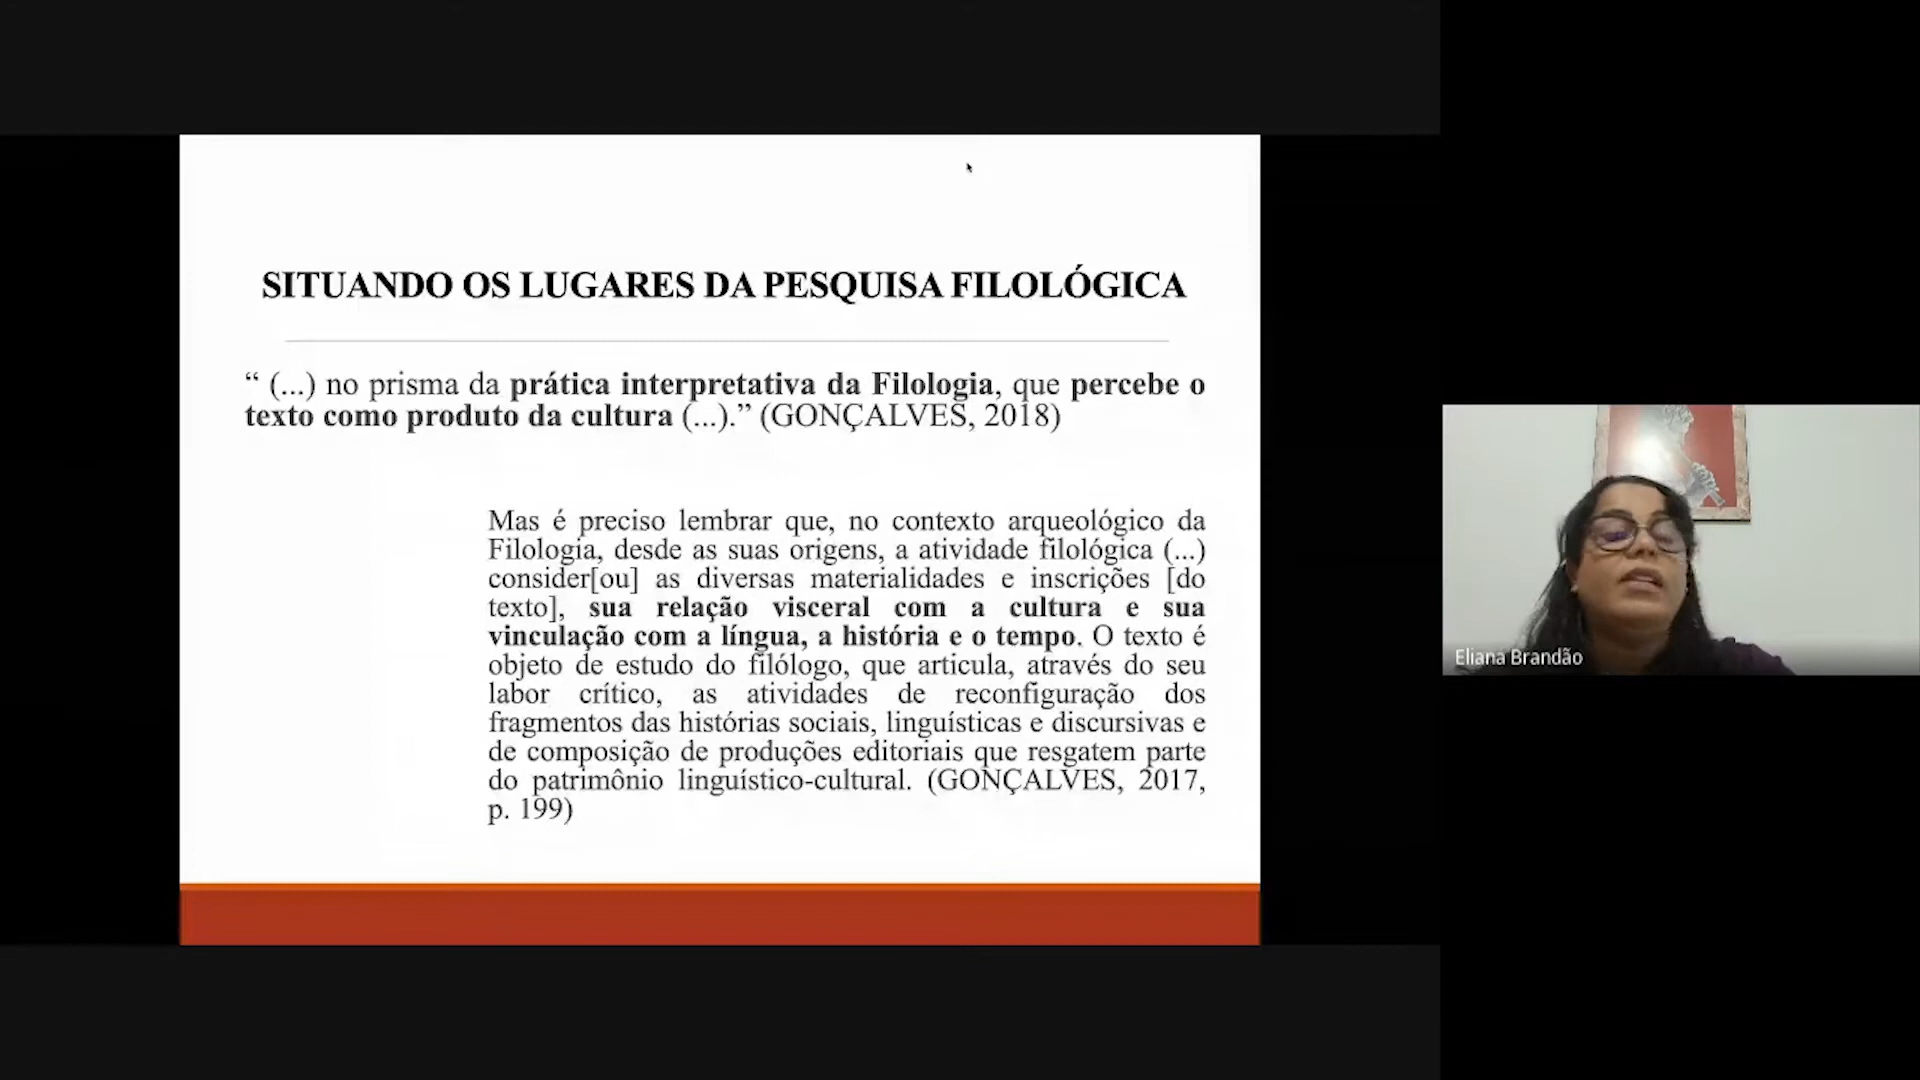 SITUANDO OS LUGARES DA PESQUISA FILOLÓGICA
“ (...) no prisma da prática interpretativa da Filologia, que percebe o
texto como produto da cultura (...).” (GONÇALVES, 2018)
Mas é preciso lembrar que, no contexto arqueológico da
Filologia, desde as suas origens, a atividade filológica (...)
consider[ou] as diversas materialidades e inscrições [do
texto], sua relação visceral com a cultura e sua
vinculação com a língua, a história e o tempo. O texto é
objeto de estudo do filólogo, que articula, através do seu
labor crítico, as atividades de reconfiguração dos
fragmentos das histórias sociais, linguísticas e discursivas e
de composição de produções editoriais que resgatem parte
do patrimônio linguístico-cultural. (GONÇALVES, 2017,
p. 199)
Eliana Brandão